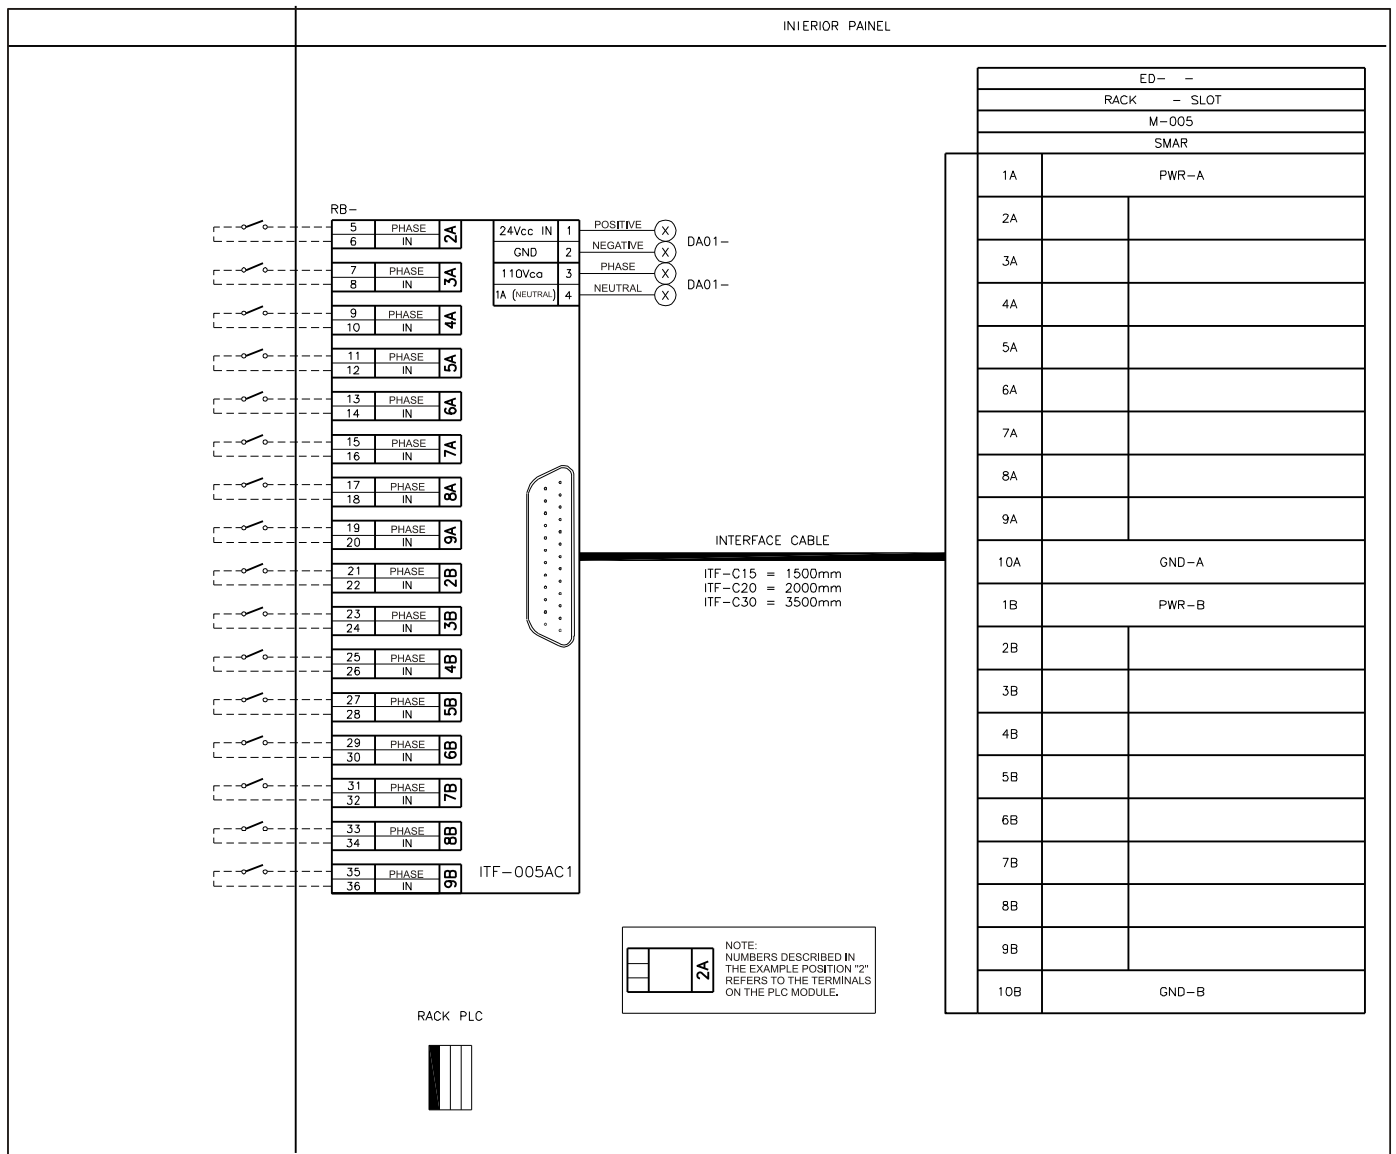 INTERIOR PAINEL
ED- -
RACK - SLOT
M-005
SMAR
1A PWR-A
2A
3A
4A
5A
6A
7A
8A
9A
10A GND-A
1B PWR-B
2B
3B
4B
5B
6B
7B
8B
9B
10B GND-B
RB-
5 PHASE
6 IN
2A
7 PHASE
8 IN
3A
9 PHASE
10 IN
4A
11 PHASE
12 IN
5A
13 PHASE
14 IN
6A
15 PHASE
16 IN
7A
17 PHASE
18 IN
8A
19 PHASE
20 IN
9A
21 PHASE
22 IN
2B
23 PHASE
24 IN
3B
25 PHASE
26 IN
4B
27 PHASE
28 IN
5B
29 PHASE
30 IN
6B
31 PHASE
32 IN
7B
33 PHASE
34 IN
8B
35 PHASE
36 IN
9B
24Vcc IN 1 POSITIVE X
GND 2 NEGATIVE X
DA01-
110Vca 3 PHASE X
1A (NEUTRAL) 4 NEUTRAL X
DA01-
ITF-005AC1
INTERFACE CABLE
ITF-C15 = 1500mm
ITF-C20 = 2000mm
ITF-C30 = 3500mm
2A
NOTE:
NUMBERS DESCRIBED IN
THE EXAMPLE POSITION "2"
REFERS TO THE TERMINALS
ON THE PLC MODULE.
RACK PLC